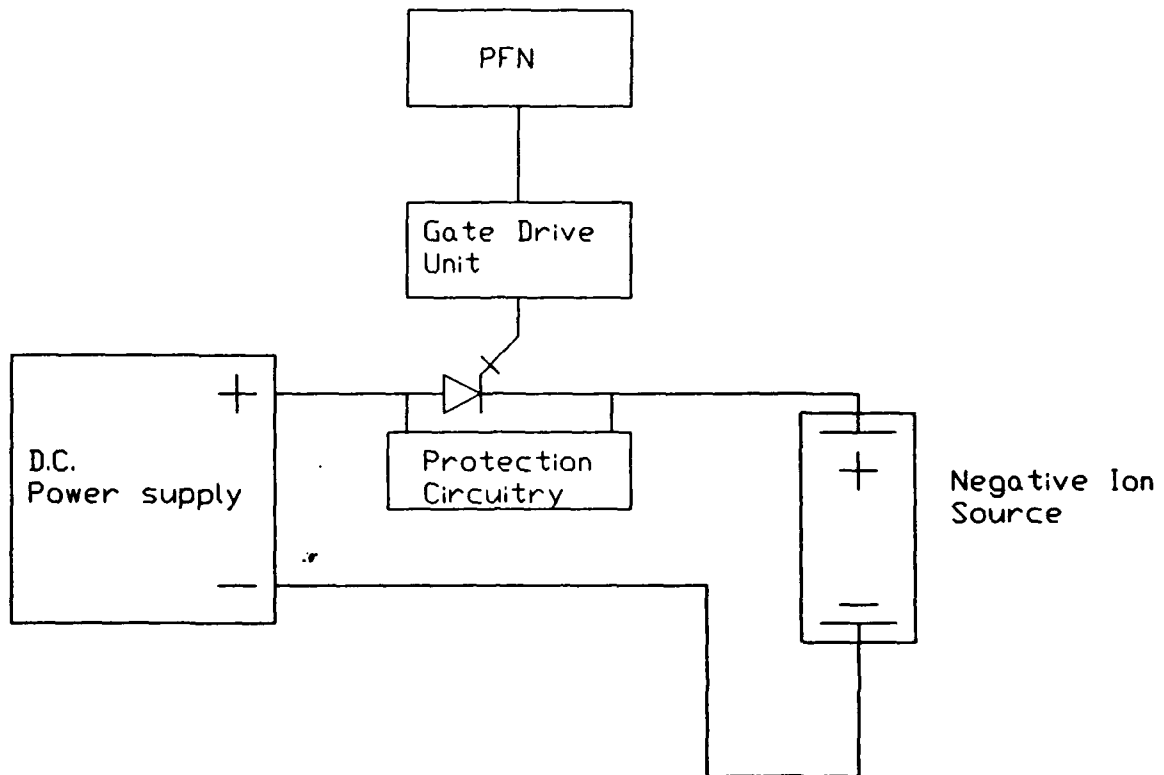 PFN
Gate Drive
Unit
+
D.C.
Power supply
−
Protection
Circuitry
+
−
Negative Ion
Source